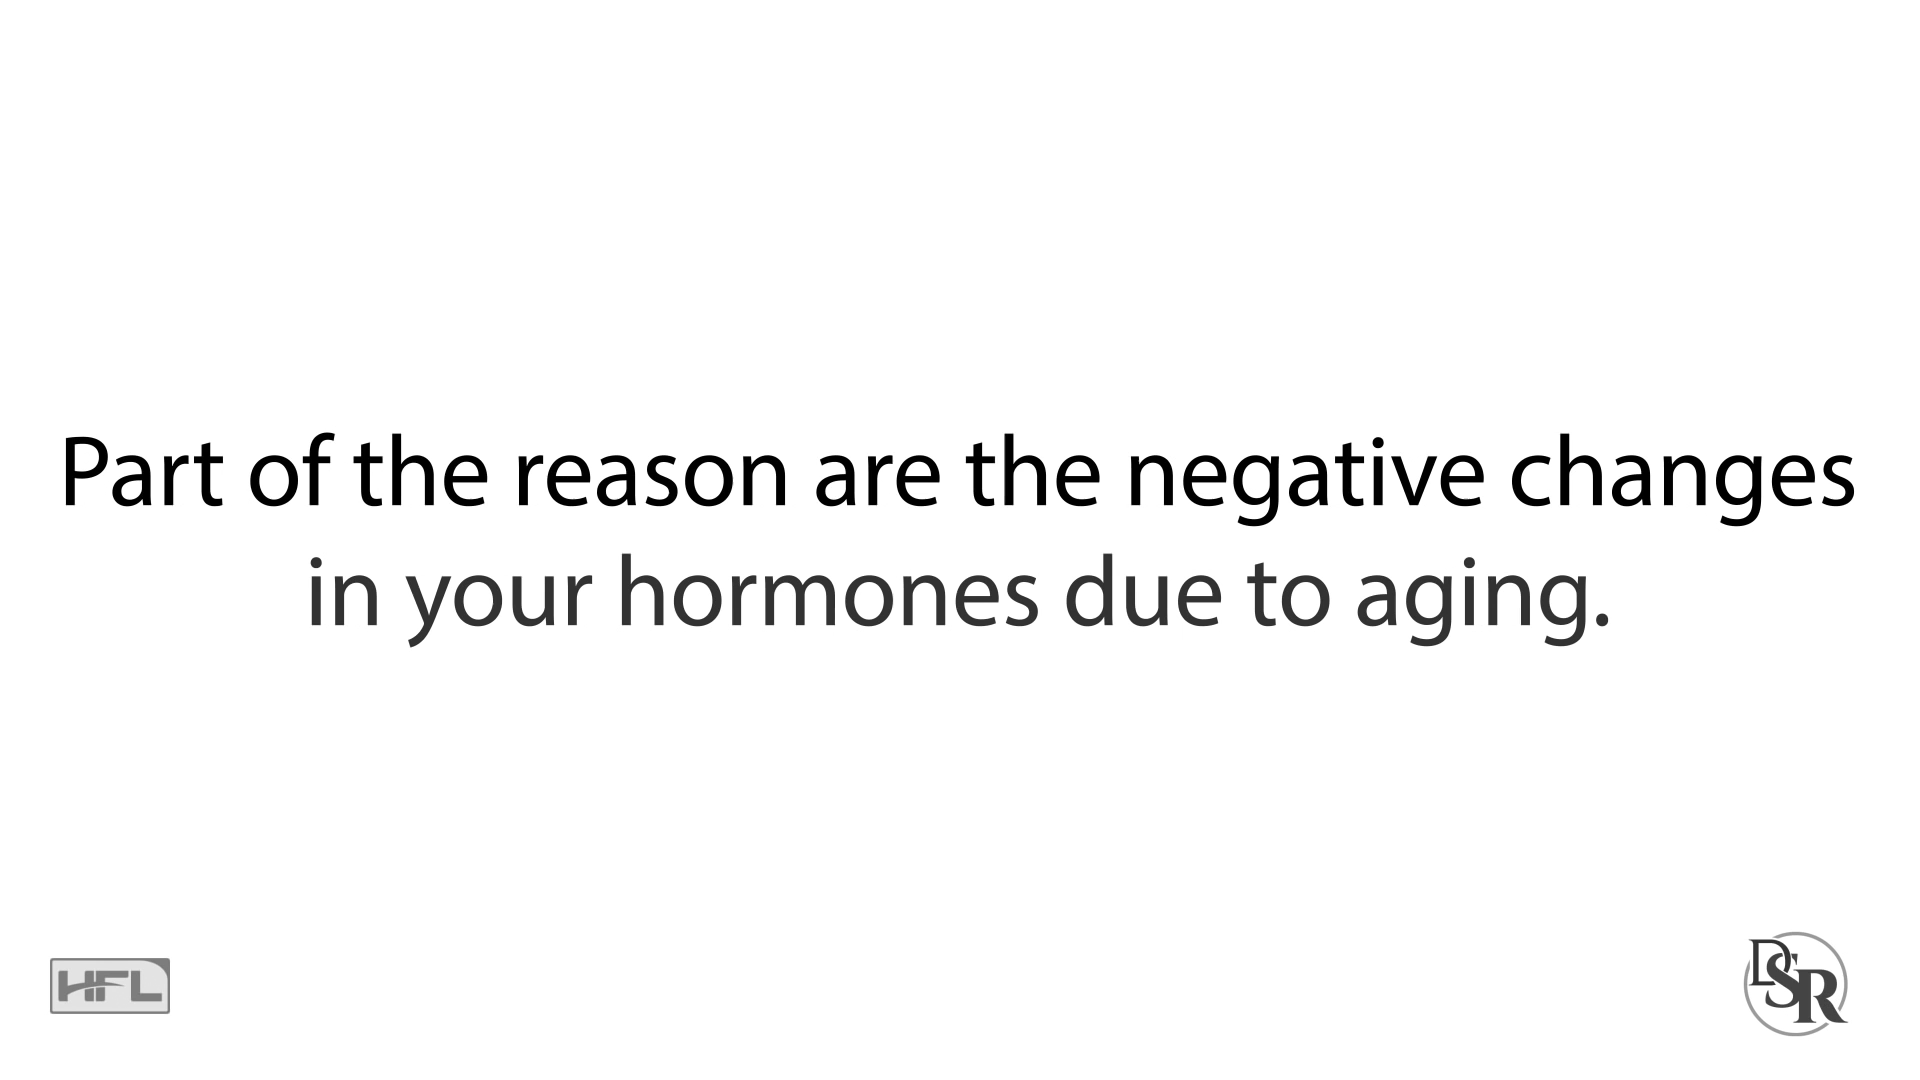 Part of the reason are the negative changes
in your hormones due to aging.
HFL
DSR